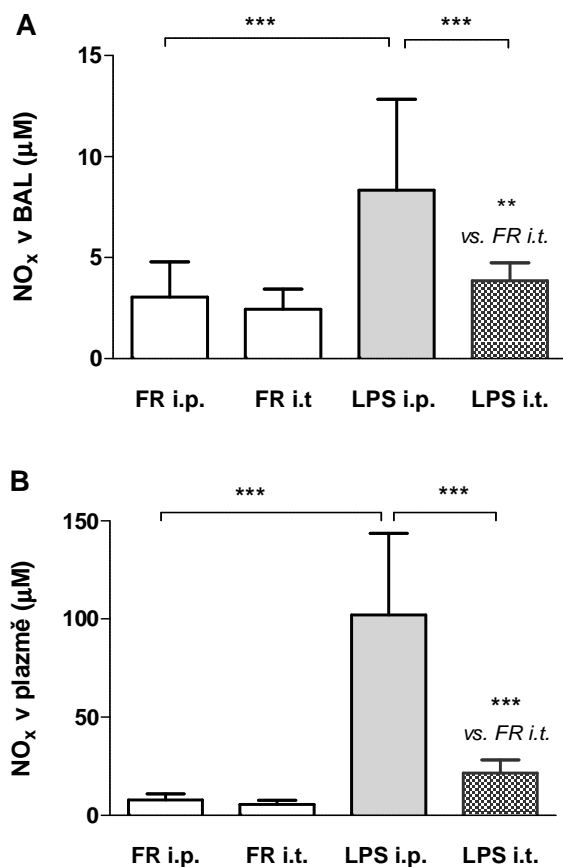 A
*** ***
NOₓ v BAL (μM)
15
10
5
0
**
vs. FR i.t.
FR i.p. FR i.t LPS i.p. LPS i.t.
B
*** ***
NOₓ v plazmě (μM)
150
100
50
0
***
vs. FR i.t.
FR i.p. FR i.t. LPS i.p. LPS i.t.